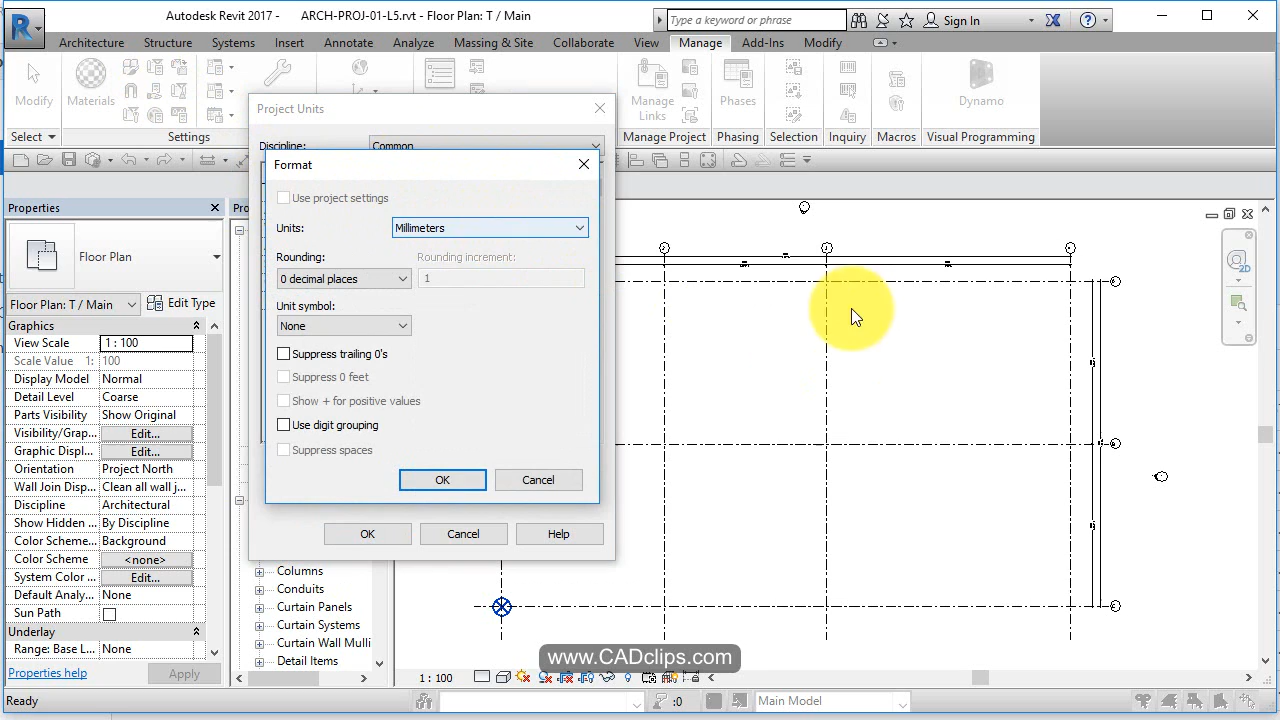 Autodesk Revit 2017 - ARCH-PROJ-01-L5.rvt - Floor Plan: T / Main
Type a keyword or phrase
Sign In
Architecture Structure Systems Insert Annotate Analyze Massing & Site Collaborate View Manage Add-Ins Modify
Modify
Materials
Manage
Links
Phases
Dynamo
Select
Settings
Manage Project
Phasing
Selection
Inquiry
Macros
Visual Programming
Project Units
Discipline: Common
Format
Use project settings
Units: Millimeters
Rounding: Rounding increment:
0 decimal places 1
Unit symbol:
None
Suppress trailing 0's
Suppress 0 feet
Show + for positive values
Use digit grouping
Suppress spaces
OK Cancel
OK Cancel Help
Properties
Floor Plan
Floor Plan: T / Main Edit Type
Graphics
View Scale 1 : 100
Scale Value 1: 100
Display Model Normal
Detail Level Coarse
Parts Visibility Show Original
Visibility/Grap... Edit...
Graphic Displ... Edit...
Orientation Project North
Wall Join Disp... Clean all wall j...
Discipline Architectural
Show Hidden ... By Discipline
Color Scheme... Background
Color Scheme <none>
System Color ... Edit...
Default Analy... None
Sun Path
Underlay
Range: Base L... None
Properties help Apply
Pro
Columns
Conduits
Curtain Panels
Curtain Systems
Curtain Wall Mulli
Detail Items
2D
www.CADclips.com
1 : 100
Ready
:0
Main Model